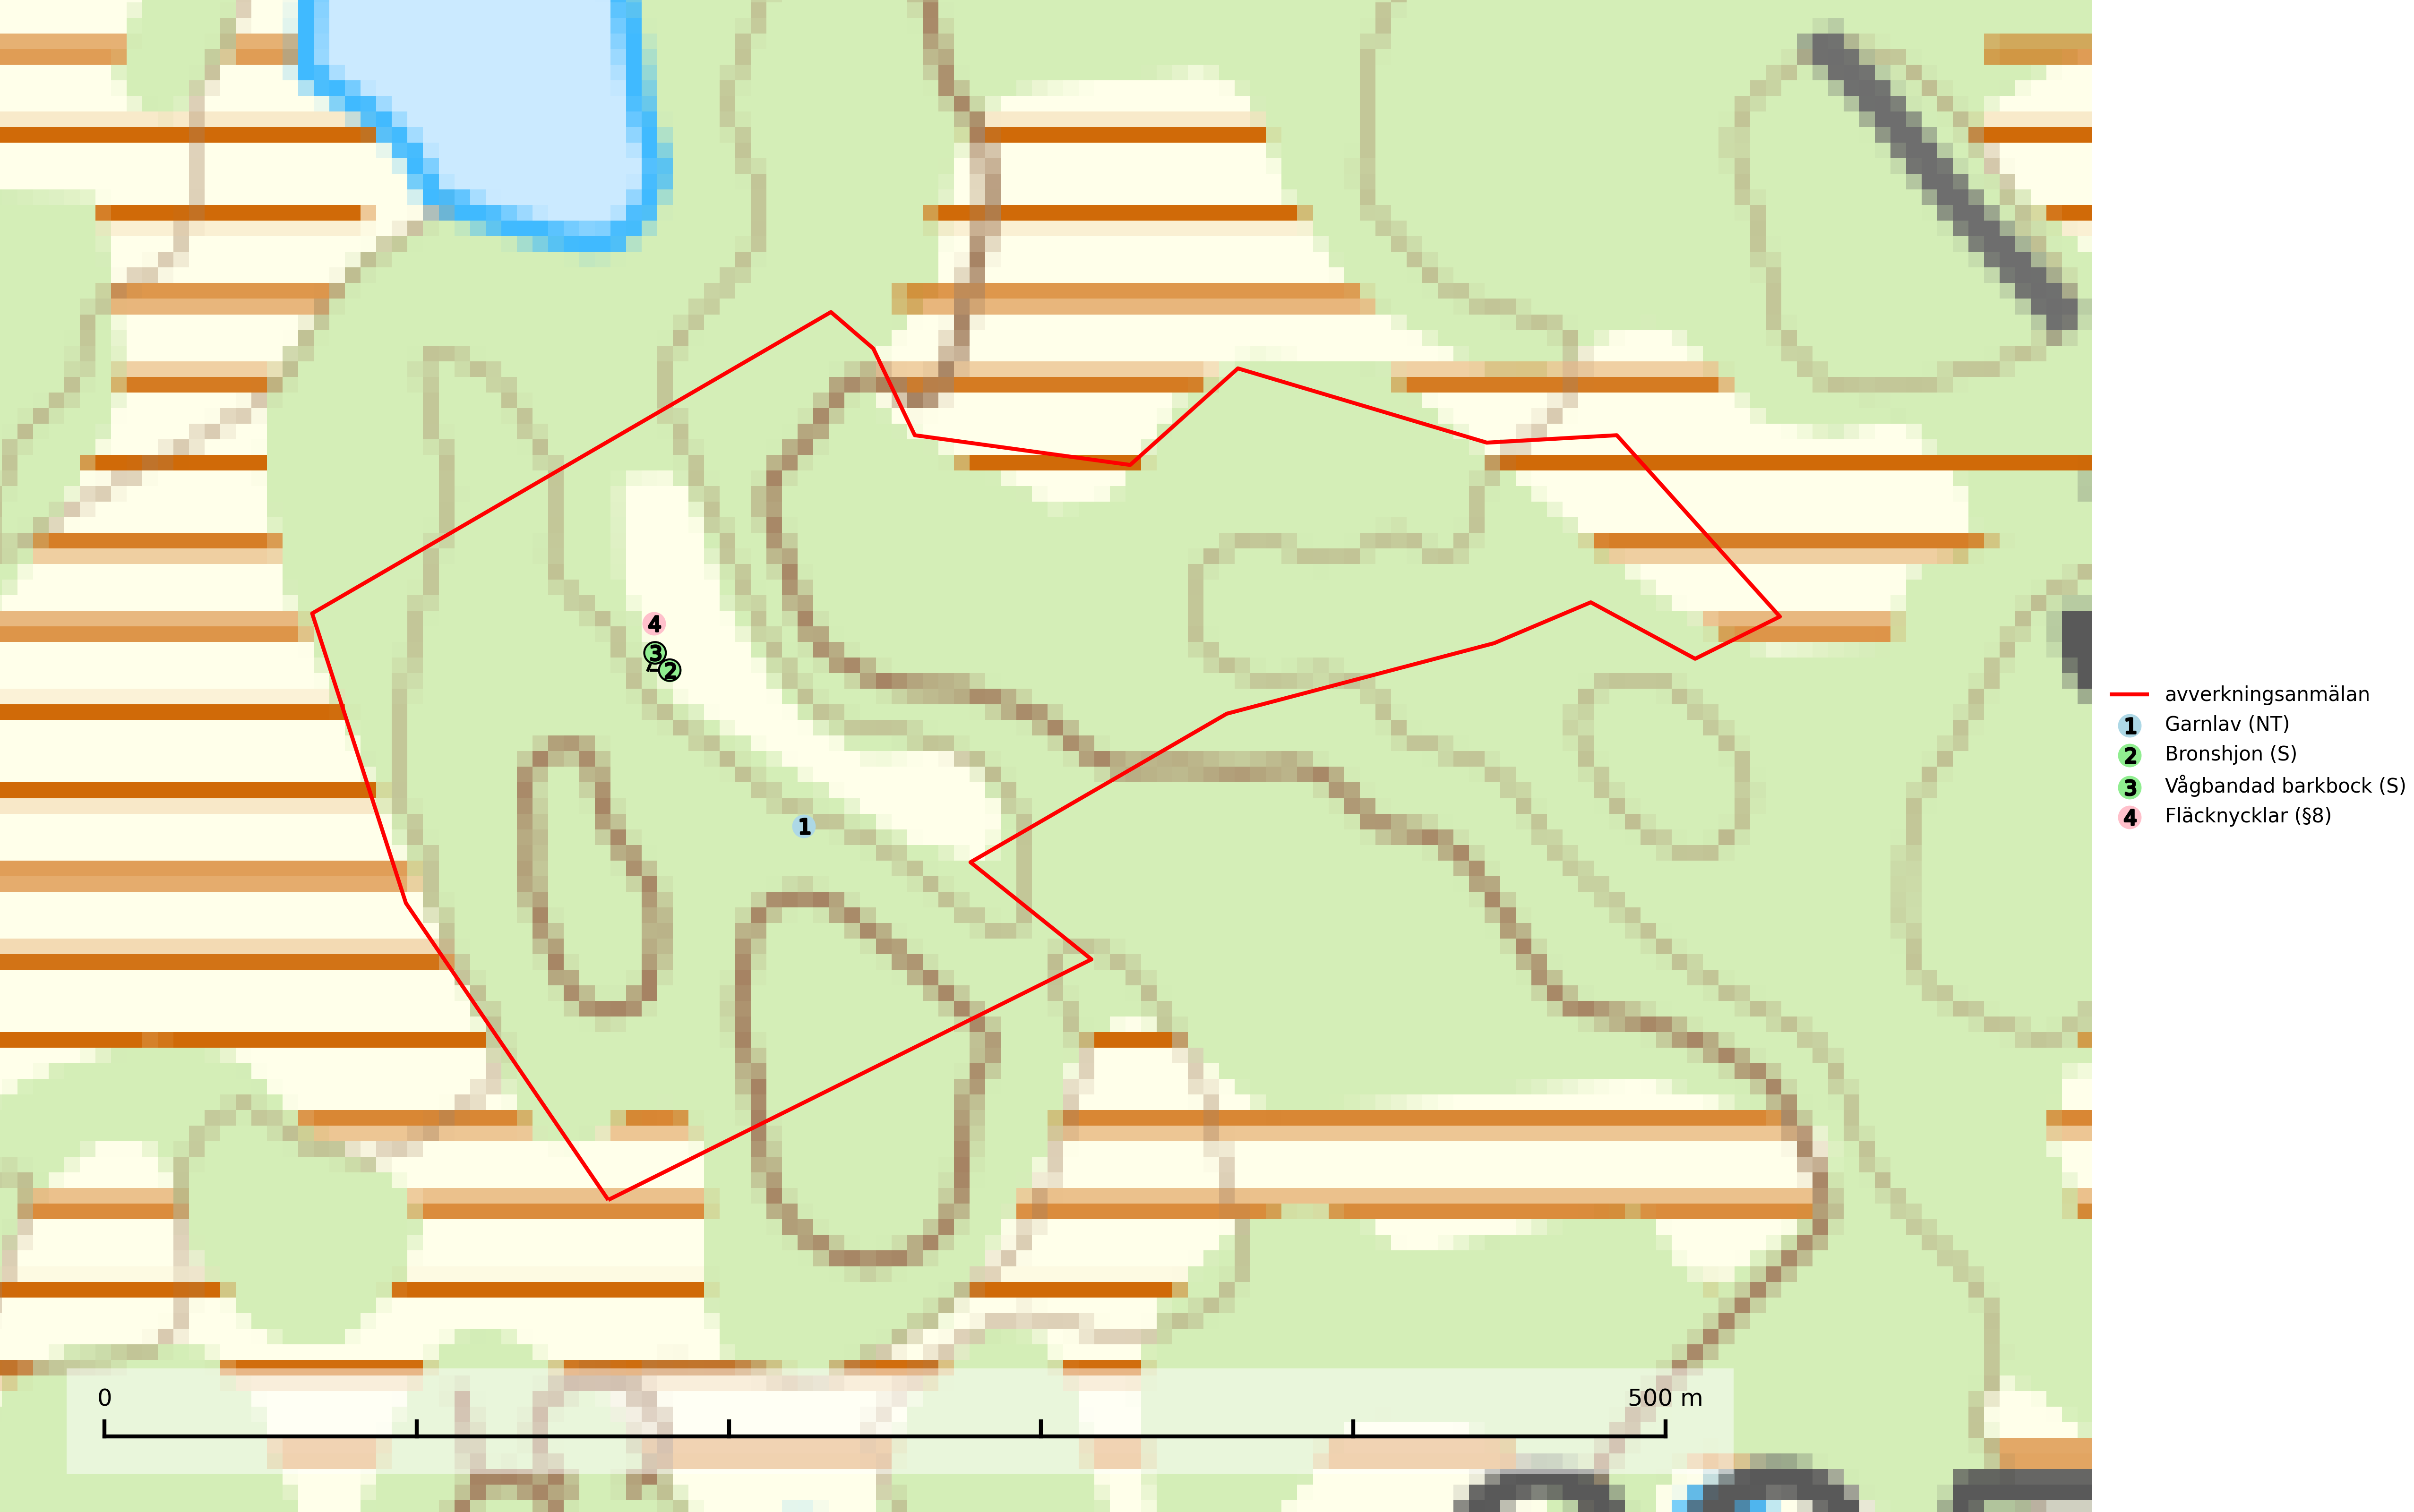 4
3
2
1
avverkningsanmälan
1 Garnlav (NT)
2 Bronshjon (S)
3 Vågbandad barkbock (S)
4 Fläcknycklar (§8)
0 500 m